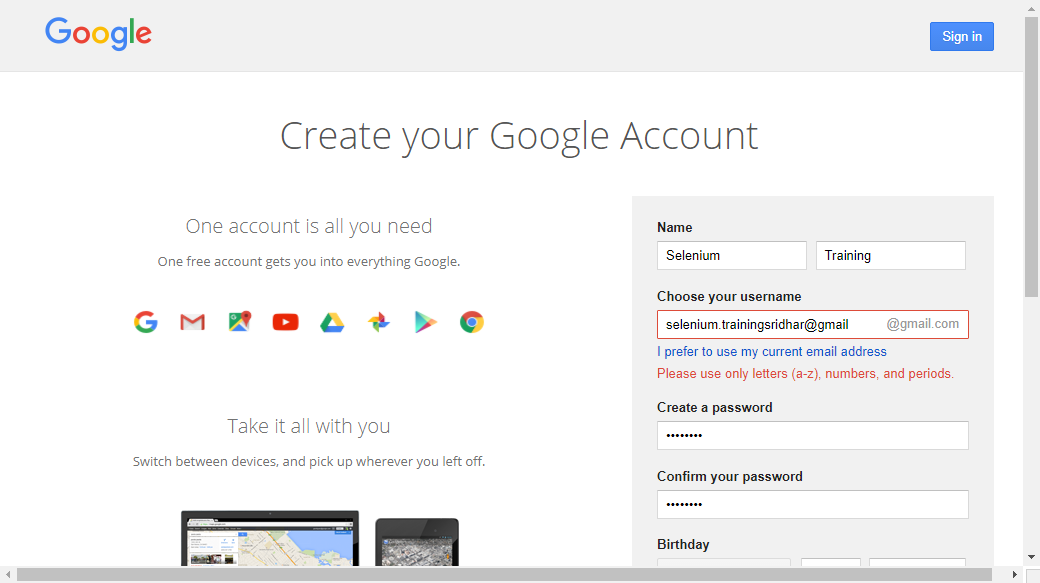 Google
Sign in
Create your Google Account
One account is all you need
One free account gets you into everything Google.
Take it all with you
Switch between devices, and pick up wherever you left off.
Name
Selenium Training
Choose your username
selenium.trainingsridhar@gmail @gmail.com
I prefer to use my current email address
Please use only letters (a-z), numbers, and periods.
Create a password
••••••••
Confirm your password
••••••••
Birthday